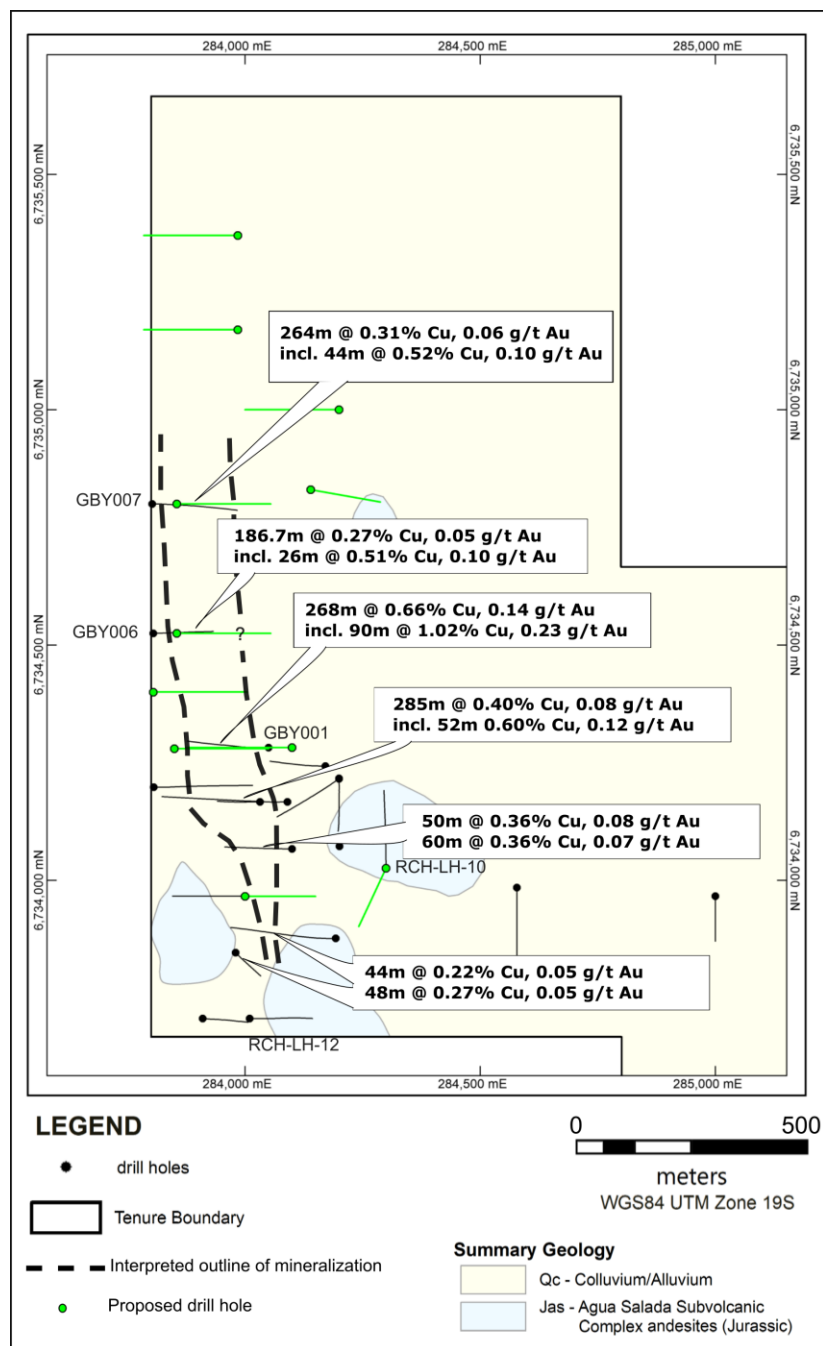 284,000 mE
284,500 mE
285,000 mE
6,735,500 mN
6,735,500 mN
264m @ 0.31% Cu, 0.06 g/t Au
incl. 44m @ 0.52% Cu, 0.10 g/t Au
6,735,000 mN
6,735,000 mN
GBY007
186.7m @ 0.27% Cu, 0.05 g/t Au
incl. 26m @ 0.51% Cu, 0.10 g/t Au
268m @ 0.66% Cu, 0.14 g/t Au
incl. 90m @ 1.02% Cu, 0.23 g/t Au
GBY006
?
6,734,500 mN
6,734,500 mN
285m @ 0.40% Cu, 0.08 g/t Au
incl. 52m 0.60% Cu, 0.12 g/t Au
GBY001
50m @ 0.36% Cu, 0.08 g/t Au
60m @ 0.36% Cu, 0.07 g/t Au
RCH-LH-10
6,734,000 mN
6,734,000 mN
44m @ 0.22% Cu, 0.05 g/t Au
48m @ 0.27% Cu, 0.05 g/t Au
RCH-LH-12
284,000 mE
284,500 mE
285,000 mE
LEGEND
drill holes
Tenure Boundary
Interpreted outline of mineralization
Proposed drill hole
0
500
meters
WGS84 UTM Zone 19S
Summary Geology
Qc - Colluvium/Alluvium
Jas - Agua Salada Subvolcanic
Complex andesites (Jurassic)